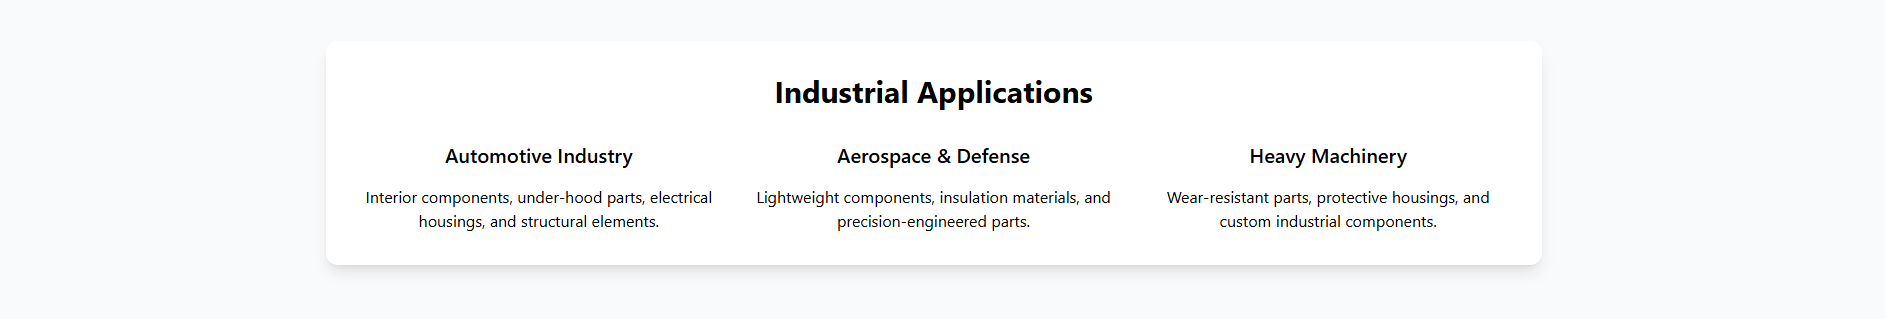 Industrial Applications
Automotive Industry
Interior components, under-hood parts, electrical
housings, and structural elements.
Aerospace & Defense
Lightweight components, insulation materials, and
precision-engineered parts.
Heavy Machinery
Wear-resistant parts, protective housings, and
custom industrial components.